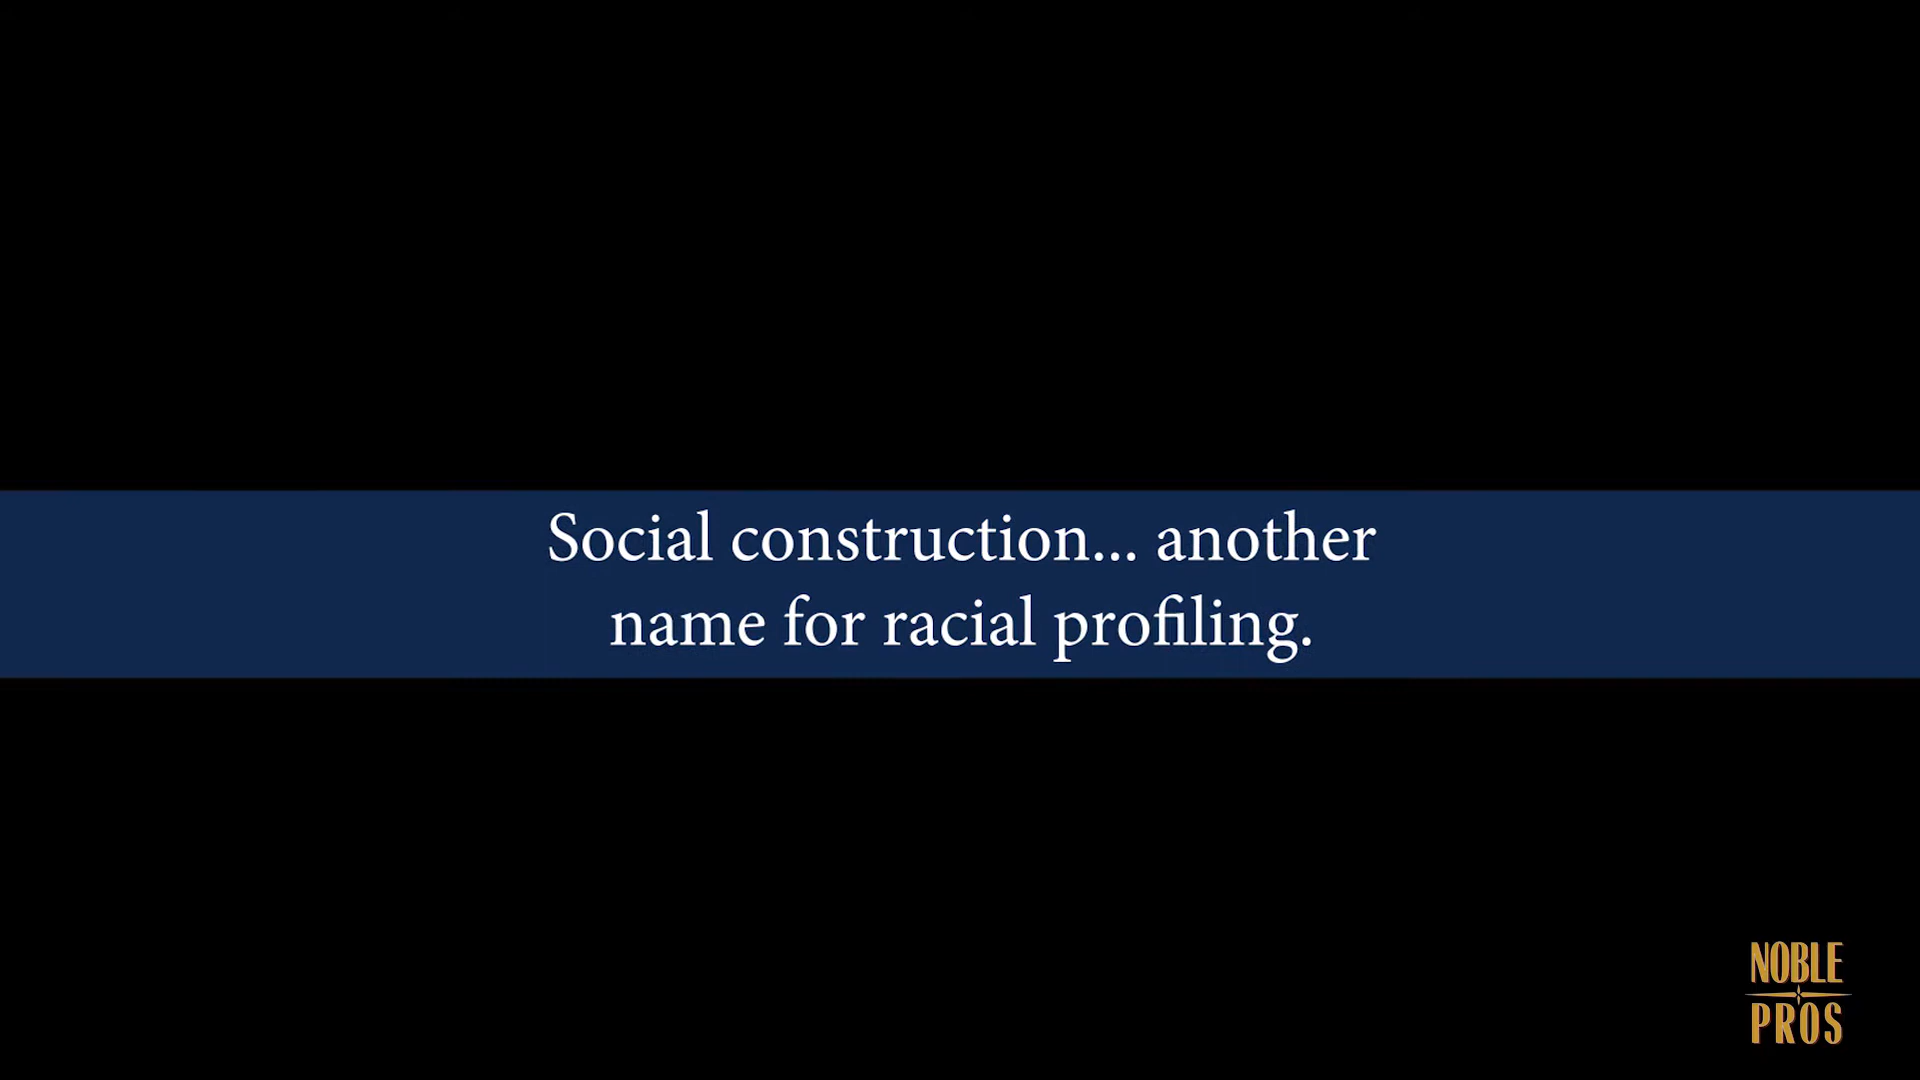 Social construction... another
name for racial profiling.
NOBLE
PROS